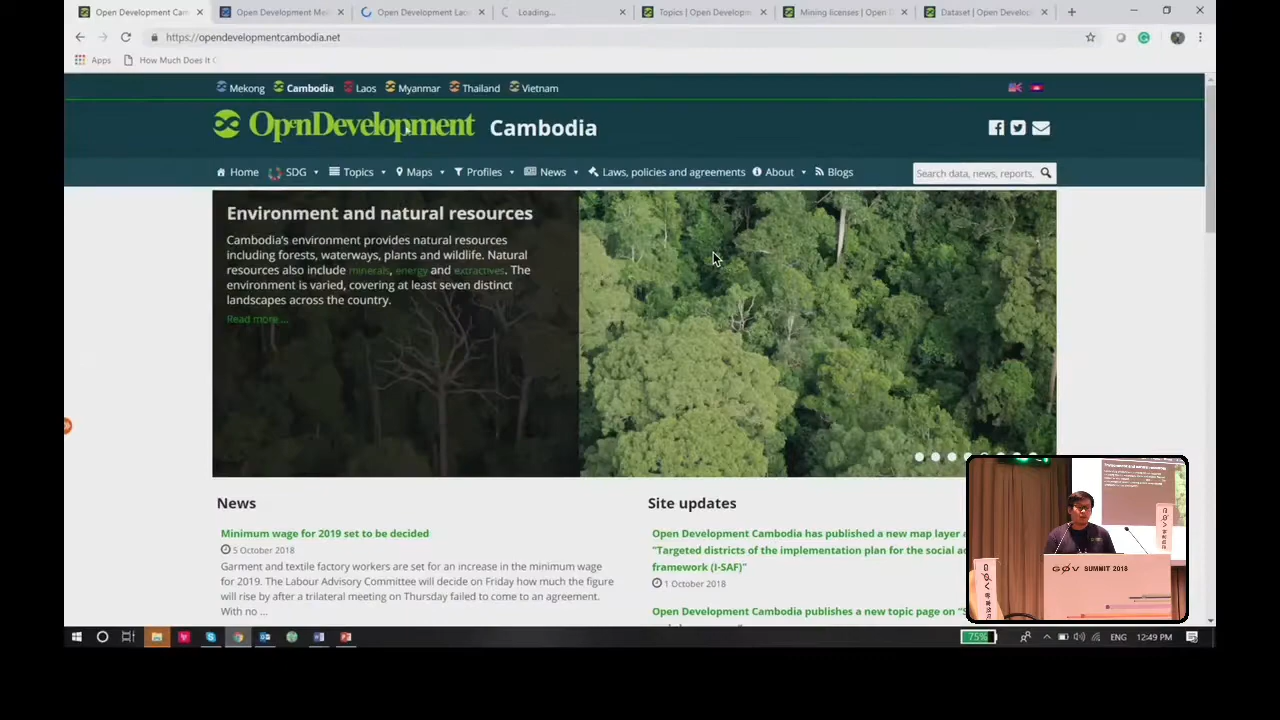 Open Development Cam
Open Development Me
Open Development Lao
Loading...
Topics | Open Developm
Mining licenses | Open D
Dataset | Open Develo
https://opendevelopmentcambodia.net
Apps
How Much Does It C
Mekong Cambodia Laos Myanmar Thailand Vietnam
OpenDevelopment Cambodia
Home SDG Topics Maps Profiles News Laws, policies and agreements About Blogs
Search data, news, reports,
Environment and natural resources
Cambodia's environment provides natural resources
including forests, waterways, plants and wildlife. Natural
resources also include minerals, energy and extractives. The
environment is varied, covering at least seven distinct
landscapes across the country.
Read more ...
News
Minimum wage for 2019 set to be decided
5 October 2018
Garment and textile factory workers are set for an increase in the minimum
wage for 2019. The Labour Advisory Committee will decide on Friday how much the figure
will rise by after a trilateral meeting on Thursday failed to come to an agreement.
With no ...
Site updates
Open Development Cambodia has published a new map layer
"Targeted districts of the implementation plan for the social ac
framework (I-SAF)"
1 October 2018
Open Development Cambodia publishes a new topic page on "S
GØV SUMMIT 2018
75%
ENG
12:49 PM